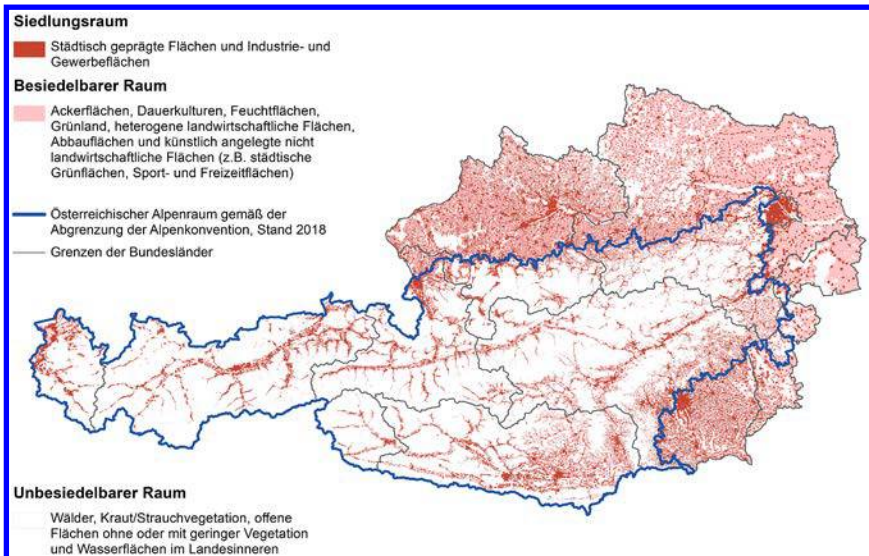 Siedlungsraum
Städtisch geprägte Flächen und Industrie- und
Gewerbeflächen
Besiedelbarer Raum
Ackerflächen, Dauerkulturen, Feuchtflächen,
Grünland, heterogene landwirtschaftliche Flächen,
Abbauflächen und künstlich angelegte nicht
landwirtschaftliche Flächen (z.B. städtische
Grünflächen, Sport- und Freizeitflächen)
Österreichischer Alpenraum gemäß der
Abgrenzung der Alpenkonvention, Stand 2018
Grenzen der Bundesländer
Unbesiedelbarer Raum
Wälder, Kraut/Strauchvegetation, offene
Flächen ohne oder mit geringer Vegetation
und Wasserflächen im Landesinneren